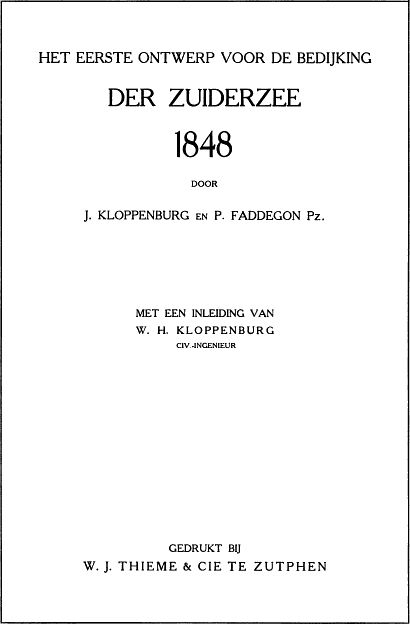 HET EERSTE ONTWERP VOOR DE BEDIJKING
DER ZUIDERZEE
1848
DOOR
J. KLOPPENBURG EN P. FADDEGON Pz.
MET EEN INLEIDING VAN
W. H. KLOPPENBURG
CIV.-INGENIEUR
GEDRUKT BIJ
W. J. THIEME & CIE TE ZUTPHEN